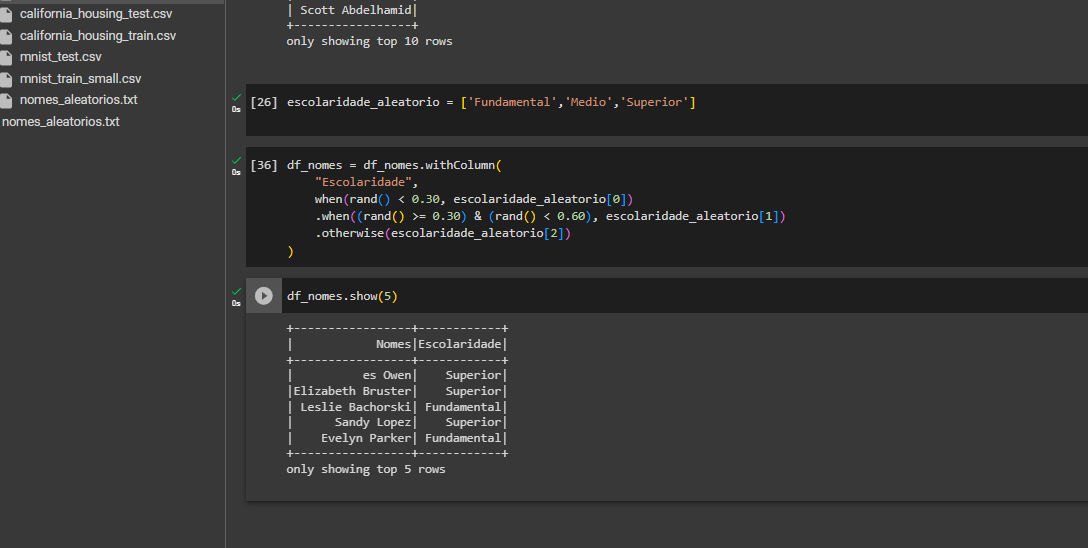 california_housing_test.csv
california_housing_train.csv
mnist_test.csv
mnist_train_small.csv
nomes_aleatorios.txt
nomes_aleatorios.txt
| Scott Abdelhamid|
+-----------------+
only showing top 10 rows
0s
[26] escolaridade_aleatorio = ['Fundamental','Medio','Superior']
0s
[36] df_nomes = df_nomes.withColumn(
"Escolaridade",
when(rand() < 0.30, escolaridade_aleatorio[0])
.when((rand() >= 0.30) & (rand() < 0.60), escolaridade_aleatorio[1])
.otherwise(escolaridade_aleatorio[2])
)
0s
df_nomes.show(5)
+-----------------+------------+
|            Nomes|Escolaridade|
+-----------------+------------+
|          es Owen|    Superior|
|Elizabeth Bruster|    Superior|
| Leslie Bachorski| Fundamental|
|      Sandy Lopez|    Superior|
|    Evelyn Parker| Fundamental|
+-----------------+------------+
only showing top 5 rows